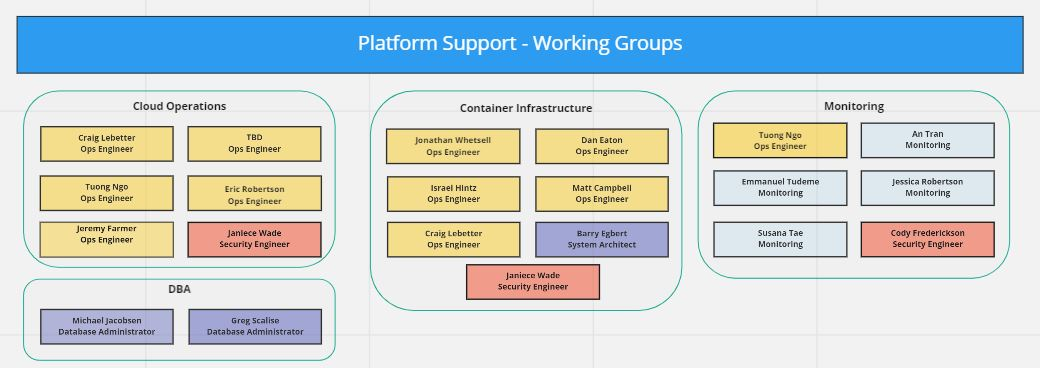 Platform Support - Working Groups
Cloud Operations
Craig Lebetter
Ops Engineer
TBD
Ops Engineer
Tuong Ngo
Ops Engineer
Eric Robertson
Ops Engineer
Jeremy Farmer
Ops Engineer
Janiece Wade
Security Engineer
DBA
Michael Jacobsen
Database Administrator
Greg Scalise
Database Administrator
Container Infrastructure
Jonathan Whetsell
Ops Engineer
Dan Eaton
Ops Engineer
Israel Hintz
Ops Engineer
Matt Campbell
Ops Engineer
Craig Lebetter
Ops Engineer
Barry Egbert
System Architect
Janiece Wade
Security Engineer
Monitoring
Tuong Ngo
Ops Engineer
An Tran
Monitoring
Emmanuel Tudeme
Monitoring
Jessica Robertson
Monitoring
Susana Tae
Monitoring
Cody Frederickson
Security Engineer